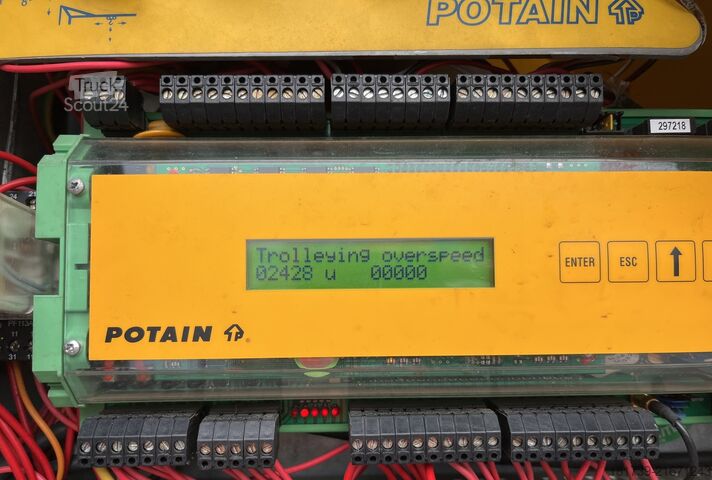 POTAIN
Truck
Scout24
297218
Trolleying overspeed
02428 u 00000
ENTER
ESC
POTAIN